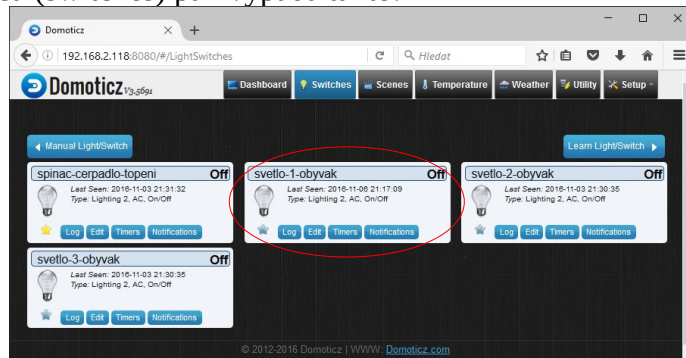 Domoticz
192.168.2.118:8080/#/LightSwitches
Hledat
Domoticz V3.5691
Dashboard Switches Scenes Temperature Weather Utility Setup
Manual Light/Switch
Learn Light/Switch
spinac-cerpadlo-topeni Off
Last Seen: 2016-11-03 21:31:32
Type: Lighting 2, AC, On/Off
Log Edit Timers Notifications
svetlo-1-obyvak Off
Last Seen: 2016-11-06 21:17:09
Type: Lighting 2, AC, On/Off
Log Edit Timers Notifications
svetlo-2-obyvak Off
Last Seen: 2016-11-03 21:30:35
Type: Lighting 2, AC, On/Off
Log Edit Timers Notifications
svetlo-3-obyvak Off
Last Seen: 2016-11-03 21:30:35
Type: Lighting 2, AC, On/Off
Log Edit Timers Notifications
© 2012-2016 Domoticz | WWW: Domoticz.com